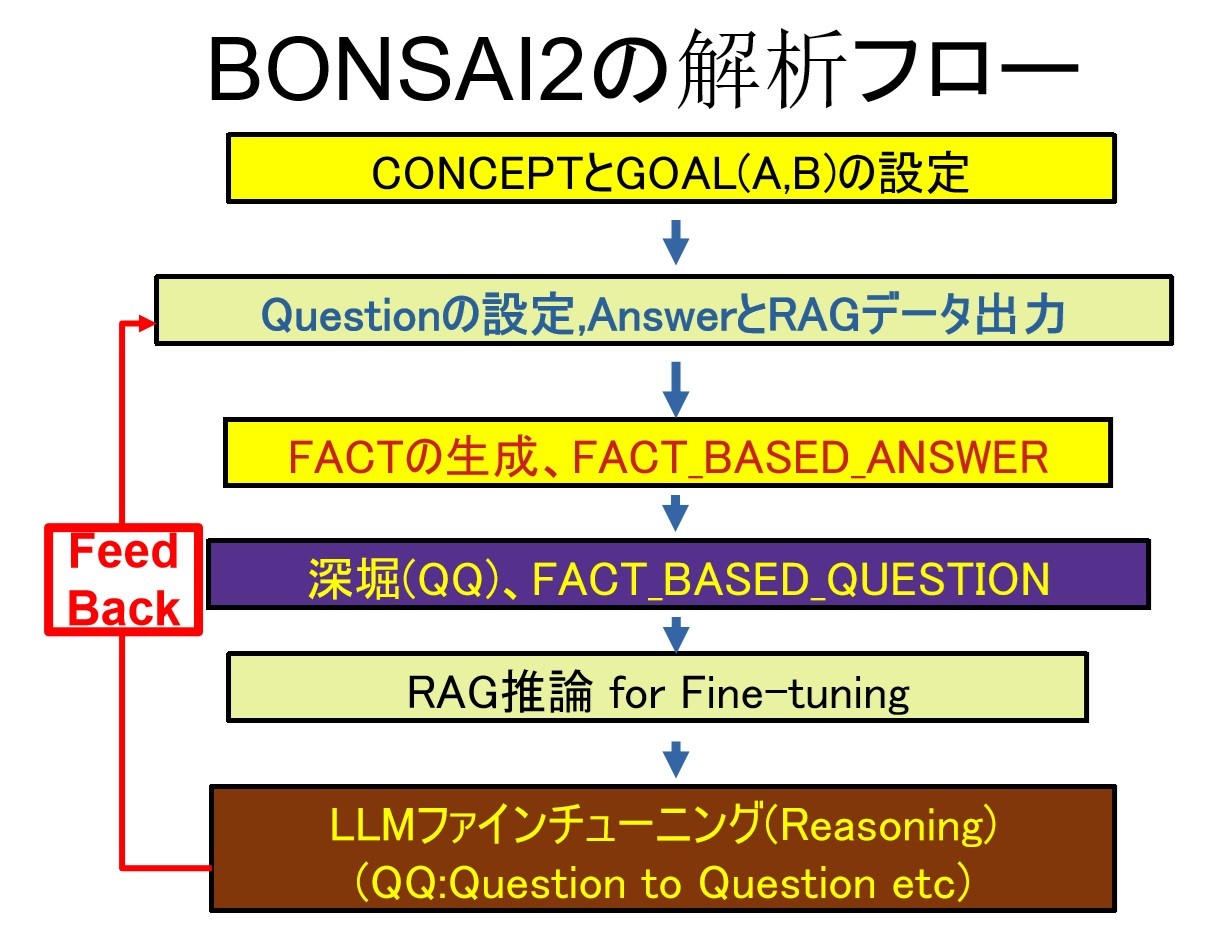 BONSAI2の解析フロー
CONCEPTとGOAL(A,B)の設定
Questionの設定,AnswerとRAGデータ出力
FACTの生成、FACT_BASED_ANSWER
Feed
Back
深堀(QQ)、FACT_BASED_QUESTION
RAG推論 for Fine-tuning
LLMファインチューニング(Reasoning)
(QQ:Question to Question etc)